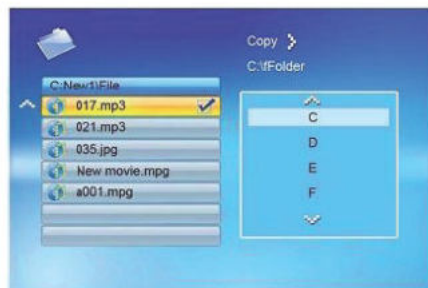 Copy
C:\fFolder
C:New1\File
017.mp3
021.mp3
035.jpg
New movie.mpg
a001.mpg
C
D
E
F